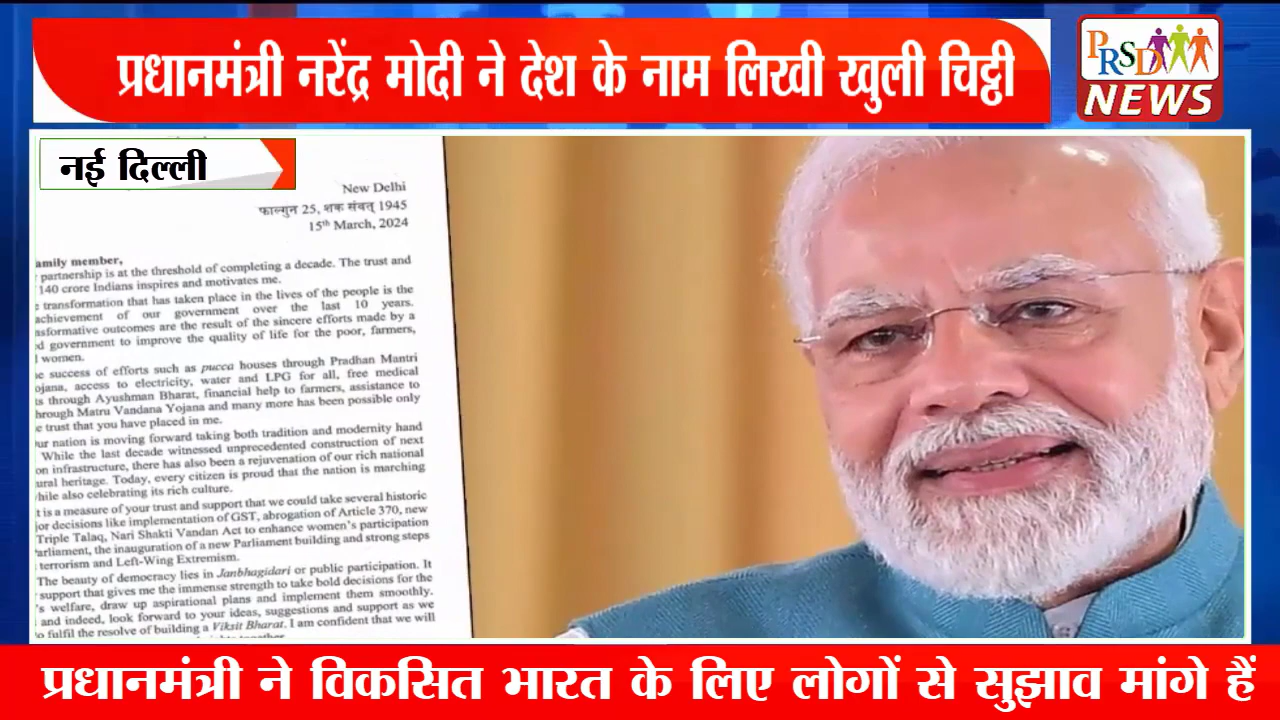 प्रधानमंत्री नरेंद्र मोदी ने देश के नाम लिखी खुली चिट्ठी
PRSD
NEWS
नई दिल्ली
New Delhi
फाल्गुन 25, शक संवत् 1945
15th March, 2024
family member,
partnership is at the threshold of completing a decade. The trust and
140 crore Indians inspires and motivates me.
transformation that has taken place in the lives of the people is the
achievement of our government over the last 10 years.
nsformative outcomes are the result of the sincere efforts made by a
d government to improve the quality of life for the poor, farmers,
women.
e success of efforts such as pucca houses through Pradhan Mantri
ojana, access to electricity, water and LPG for all, free medical
ts through Ayushman Bharat, financial help to farmers, assistance to
hrough Matru Vandana Yojana and many more has been possible only
e trust that you have placed in me.
ur nation is moving forward taking both tradition and modernity hand
While the last decade witnessed unprecedented construction of next
on infrastructure, there has also been a rejuvenation of our rich national
ural heritage. Today, every citizen is proud that the nation is marching
hile also celebrating its rich culture.
t is a measure of your trust and support that we could take several historic
jor decisions like implementation of GST, abrogation of Article 370, new
Triple Talaq, Nari Shakti Vandan Act to enhance women's participation
arliament, the inauguration of a new Parliament building and strong steps
terrorism and Left-Wing Extremism.
The beauty of democracy lies in Janbhagidari or public participation. It
support that gives me the immense strength to take bold decisions for the
's welfare, draw up aspirational plans and implement them smoothly.
and indeed, look forward to your ideas, suggestions and support as we
o fulfil the resolve of building a Viksit Bharat. I am confident that we will
प्रधानमंत्री ने विकसित भारत के लिए लोगों से सुझाव मांगे हैं